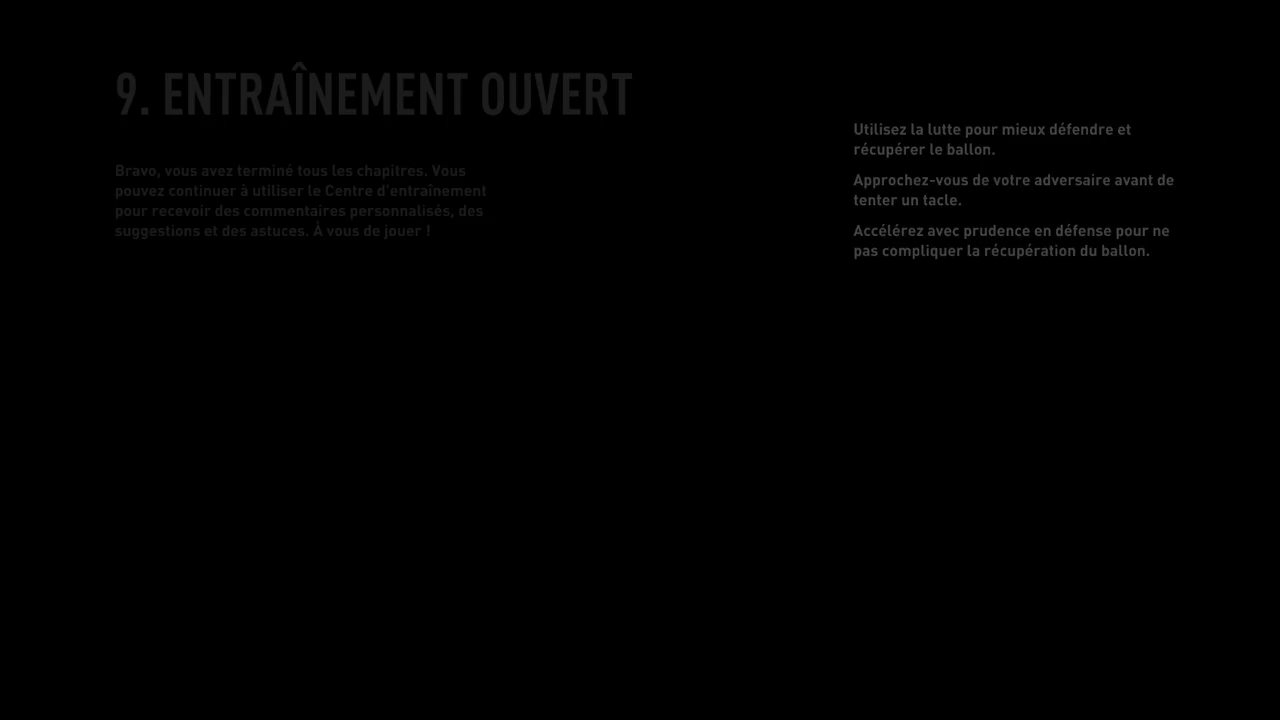 9. ENTRAÎNEMENT OUVERT
Bravo, vous avez terminé tous les chapîtres. Vous
pouvez continuer à utiliser le Centre d'entraînement
pour recevoir des commentaires personnalisés, des
suggestions et des astuces. À vous de jouer !
Utilisez la lutte pour mieux défendre et
récupérer le ballon.
Approchez-vous de votre adversaire avant de
tenter un tacle.
Accélérez avec prudence en défense pour ne
pas compliquer la récupération du ballon.